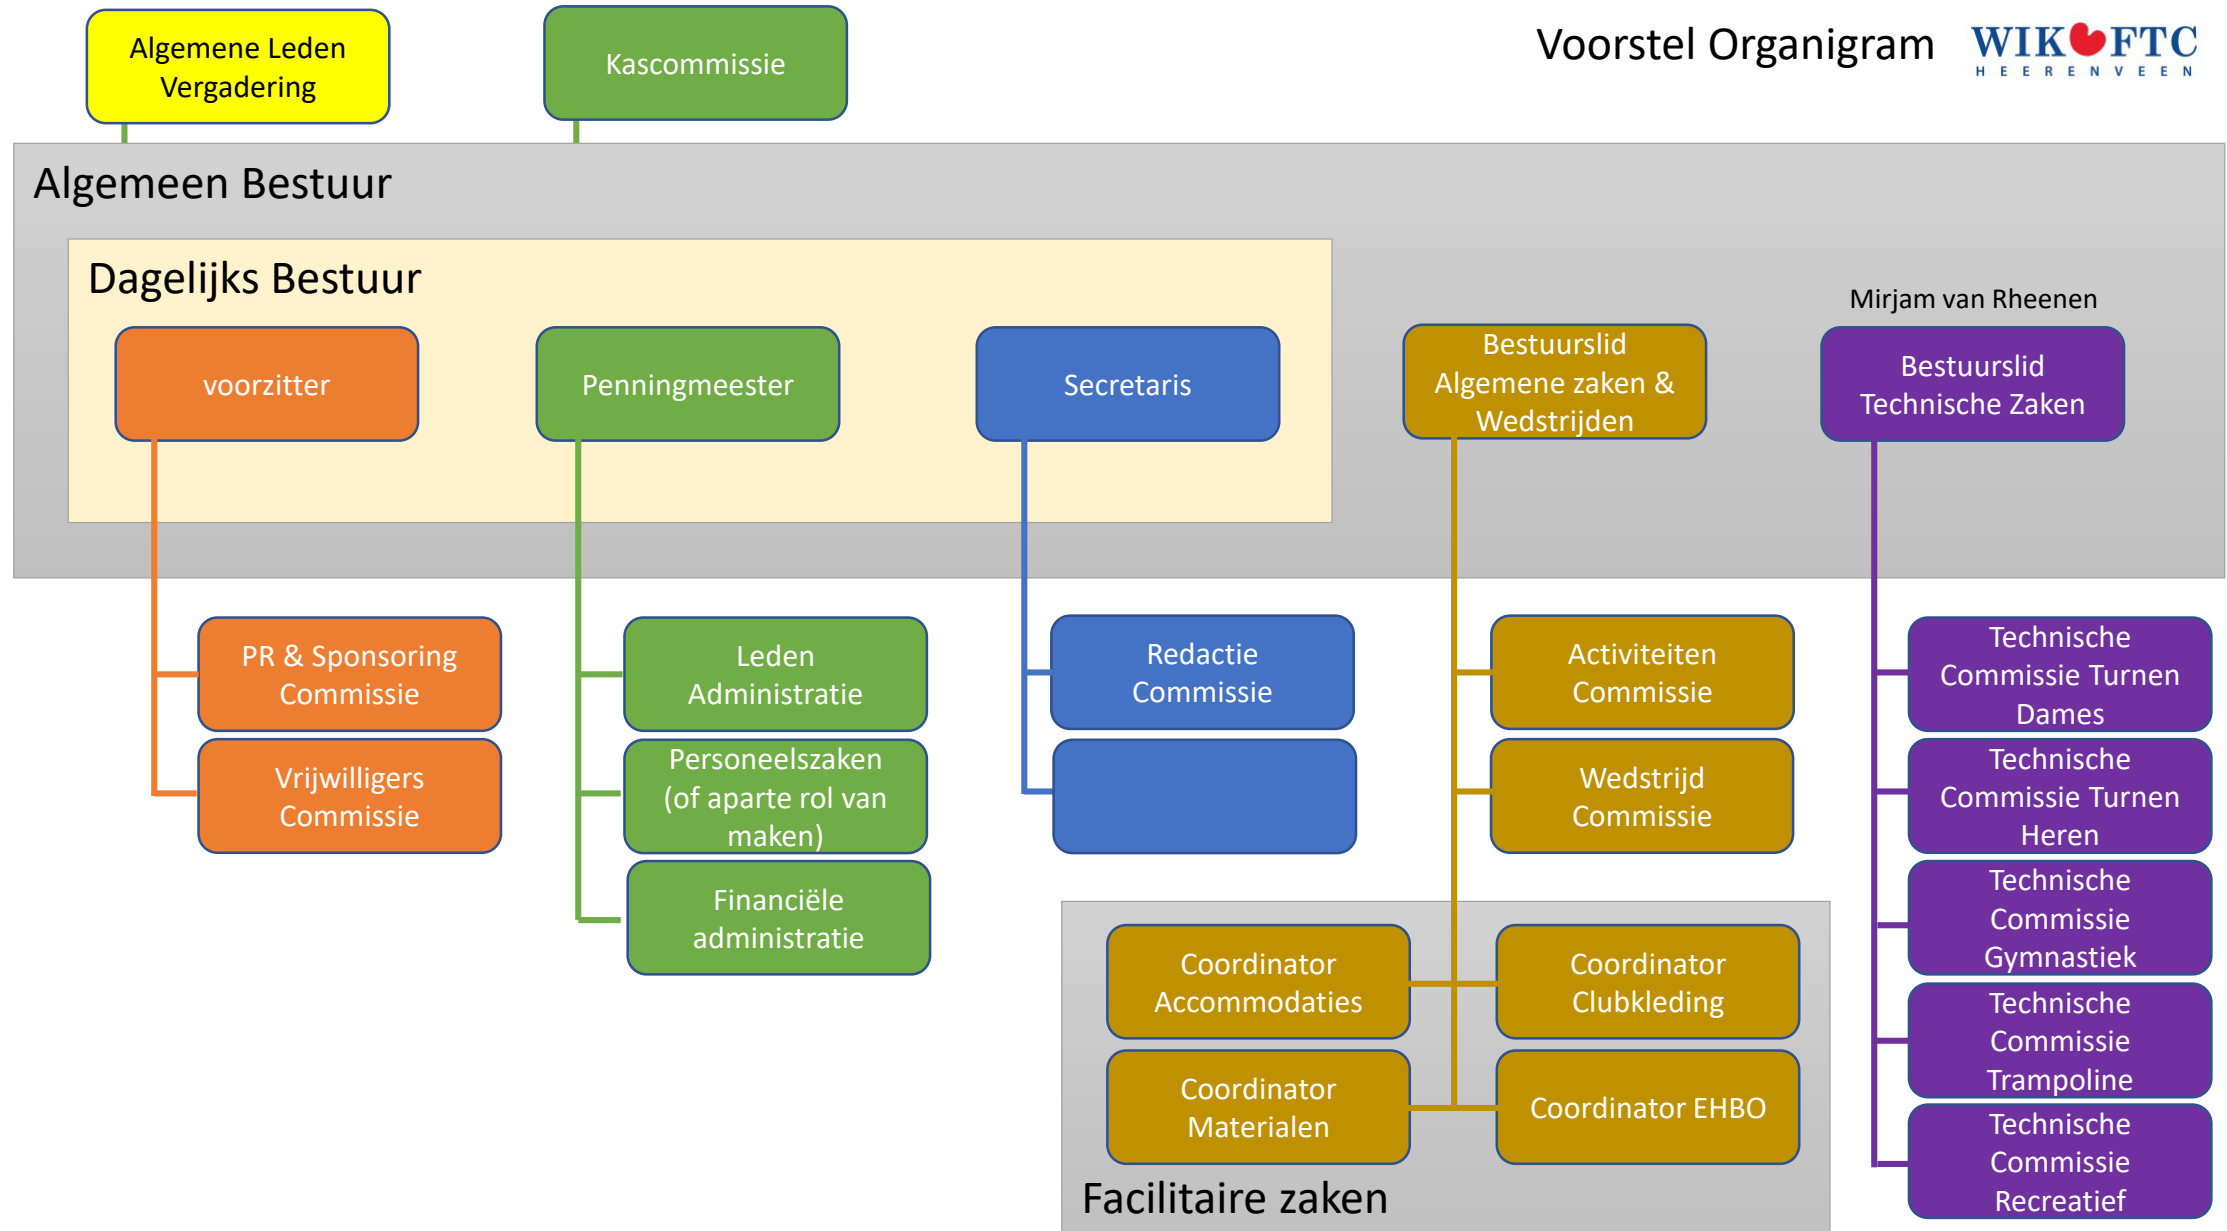 Algemene Leden
Vergadering
Kascommissie
Voorstel Organigram
WIK FTC
HEERENVEEN
Algemeen Bestuur
Dagelijks Bestuur
Mirjam van Rheenen
voorzitter
Penningmeester
Secretaris
Bestuurslid
Algemene zaken &
Wedstrijden
Bestuurslid
Technische Zaken
PR & Sponsoring
Commissie
Vrijwilligers
Commissie
Leden
Administratie
Personeelszaken
(of aparte rol van
maken)
Financiële
administratie
Redactie
Commissie
Activiteiten
Commissie
Wedstrijd
Commissie
Coordinator
Accommodaties
Coordinator
Clubkleding
Coordinator
Materialen
Coordinator EHBO
Facilitaire zaken
Technische
Commissie Turnen
Dames
Technische
Commissie Turnen
Heren
Technische
Commissie
Gymnastiek
Technische
Commissie
Trampoline
Technische
Commissie
Recreatief